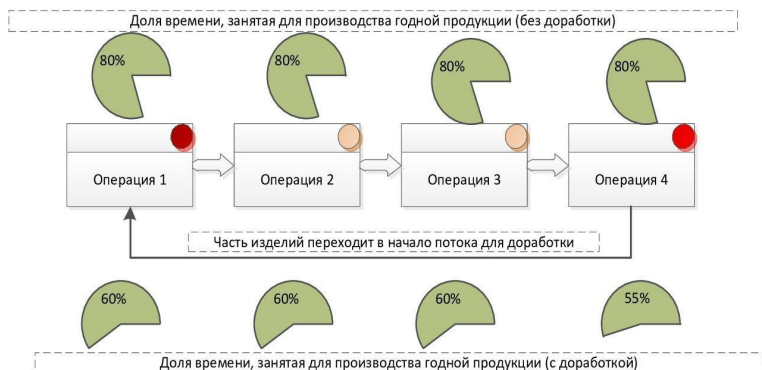 Доля времени, занятая для производства годной продукции (без доработки)
80%
80%
80%
80%
Операция 1
Операция 2
Операция 3
Операция 4
Часть изделий переходит в начало потока для доработки
60%
60%
60%
55%
Доля времени, занятая для производства годной продукции (с доработкой)